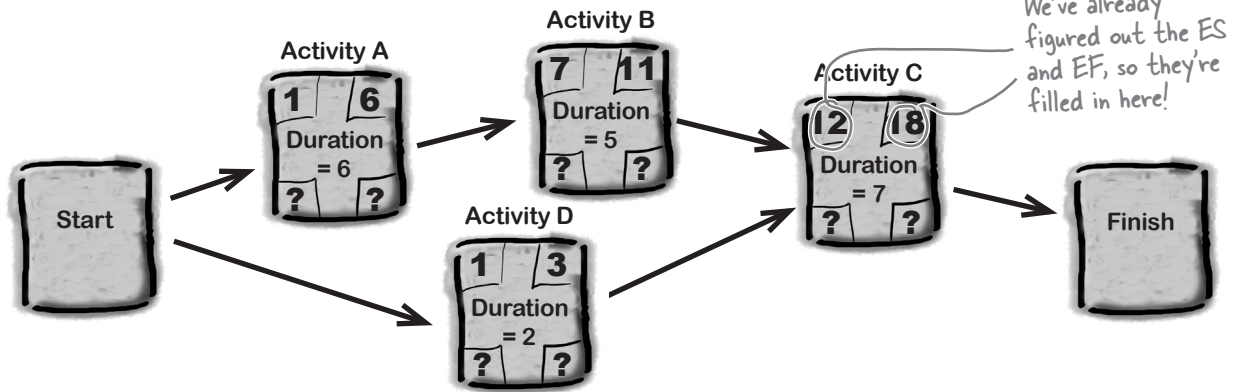 We've already
figured out the ES
and EF, so they're
filled in here!
Activity B
7 11
Duration
= 5
? ?
Activity A
1 6
Duration
= 6
? ?
Activity C
12 18
Duration
= 7
? ?
Start
Finish
Activity D
1 3
Duration
= 2
? ?